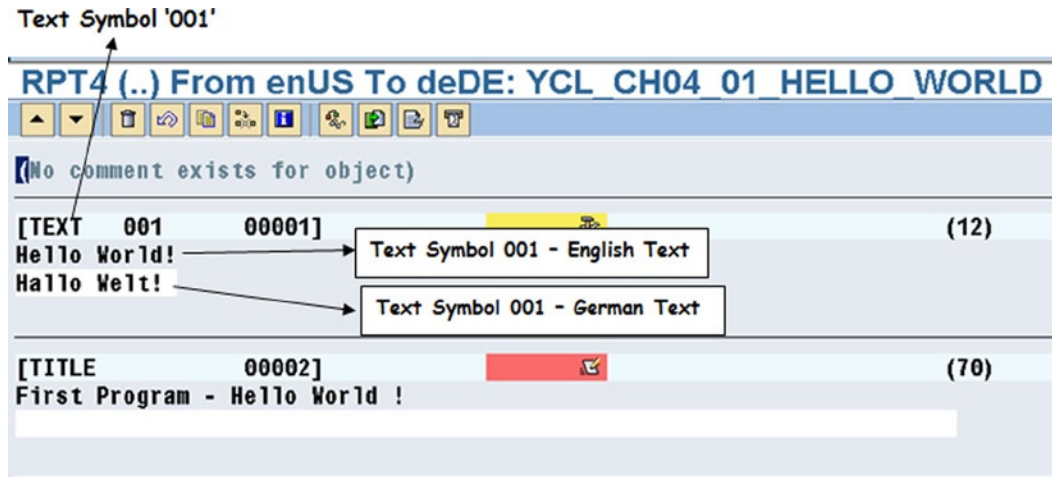 Text Symbol '001'
RPT4 (..) From enUS To deDE: YCL_CH04_01_HELLO_WORLD
(No comment exists for object)
[TEXT 001 00001] (12)
Hello World!
Text Symbol 001 – English Text
Hallo Welt!
Text Symbol 001 – German Text
[TITLE 00002] (70)
First Program - Hello World !